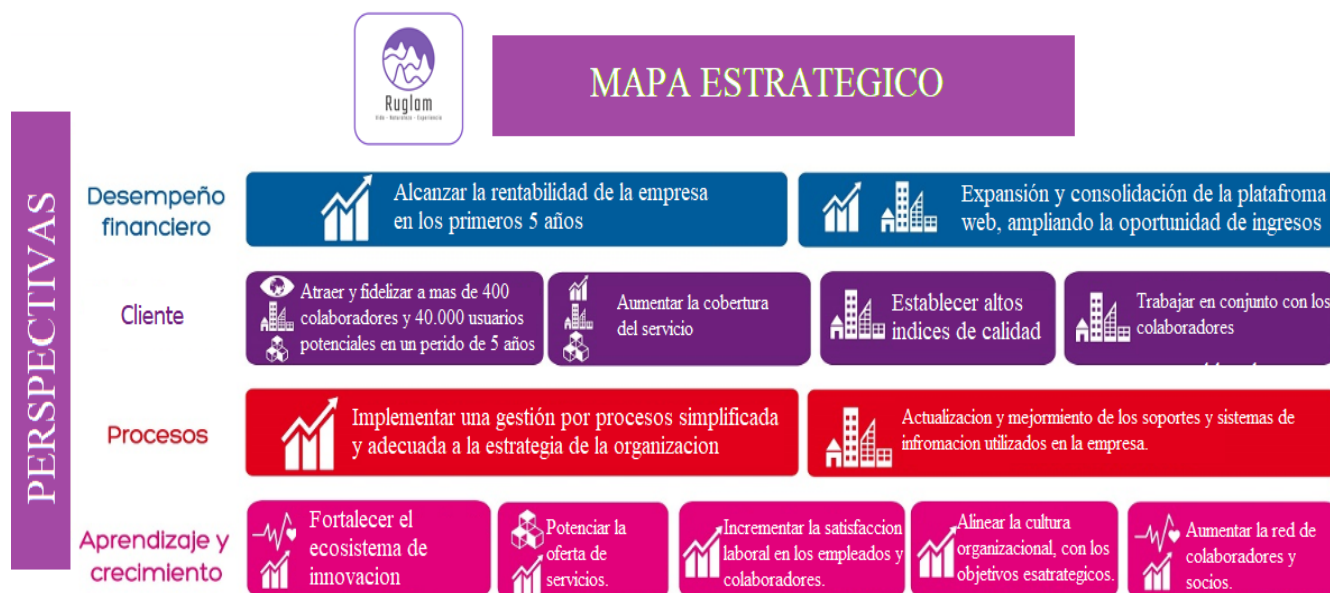 Ruglam
Vida - Naturaleza - Experiencia
MAPA ESTRATEGICO
PERSPECTIVAS
Desempeño
financiero
Alcanzar la rentabilidad de la empresa
en los primeros 5 años
Expansión y consolidación de la platafroma
web, ampliando la oportunidad de ingresos
Cliente
Atraer y fidelizar a mas de 400
colaboradores y 40.000 usuarios
potenciales en un perido de 5 años
Aumentar la cobertura
del servicio
Establecer altos
indices de calidad
Trabajar en conjunto con los
colaboradores
Procesos
Implementar una gestión por procesos simplificada
y adecuada a la estrategia de la organizacion
Actualizacion y mejormiento de los soportes y sistemas de
infromacion utilizados en la empresa.
Aprendizaje y
crecimiento
Fortalecer el
ecosistema de
innovacion
Potenciar la
oferta de
servicios.
Incrementar la satisfaccion
laboral en los empleados y
colaboradores.
Alinear la cultura
organizacional, con los
objetivos esatrategicos.
Aumentar la red de
colaboradores y
socios.